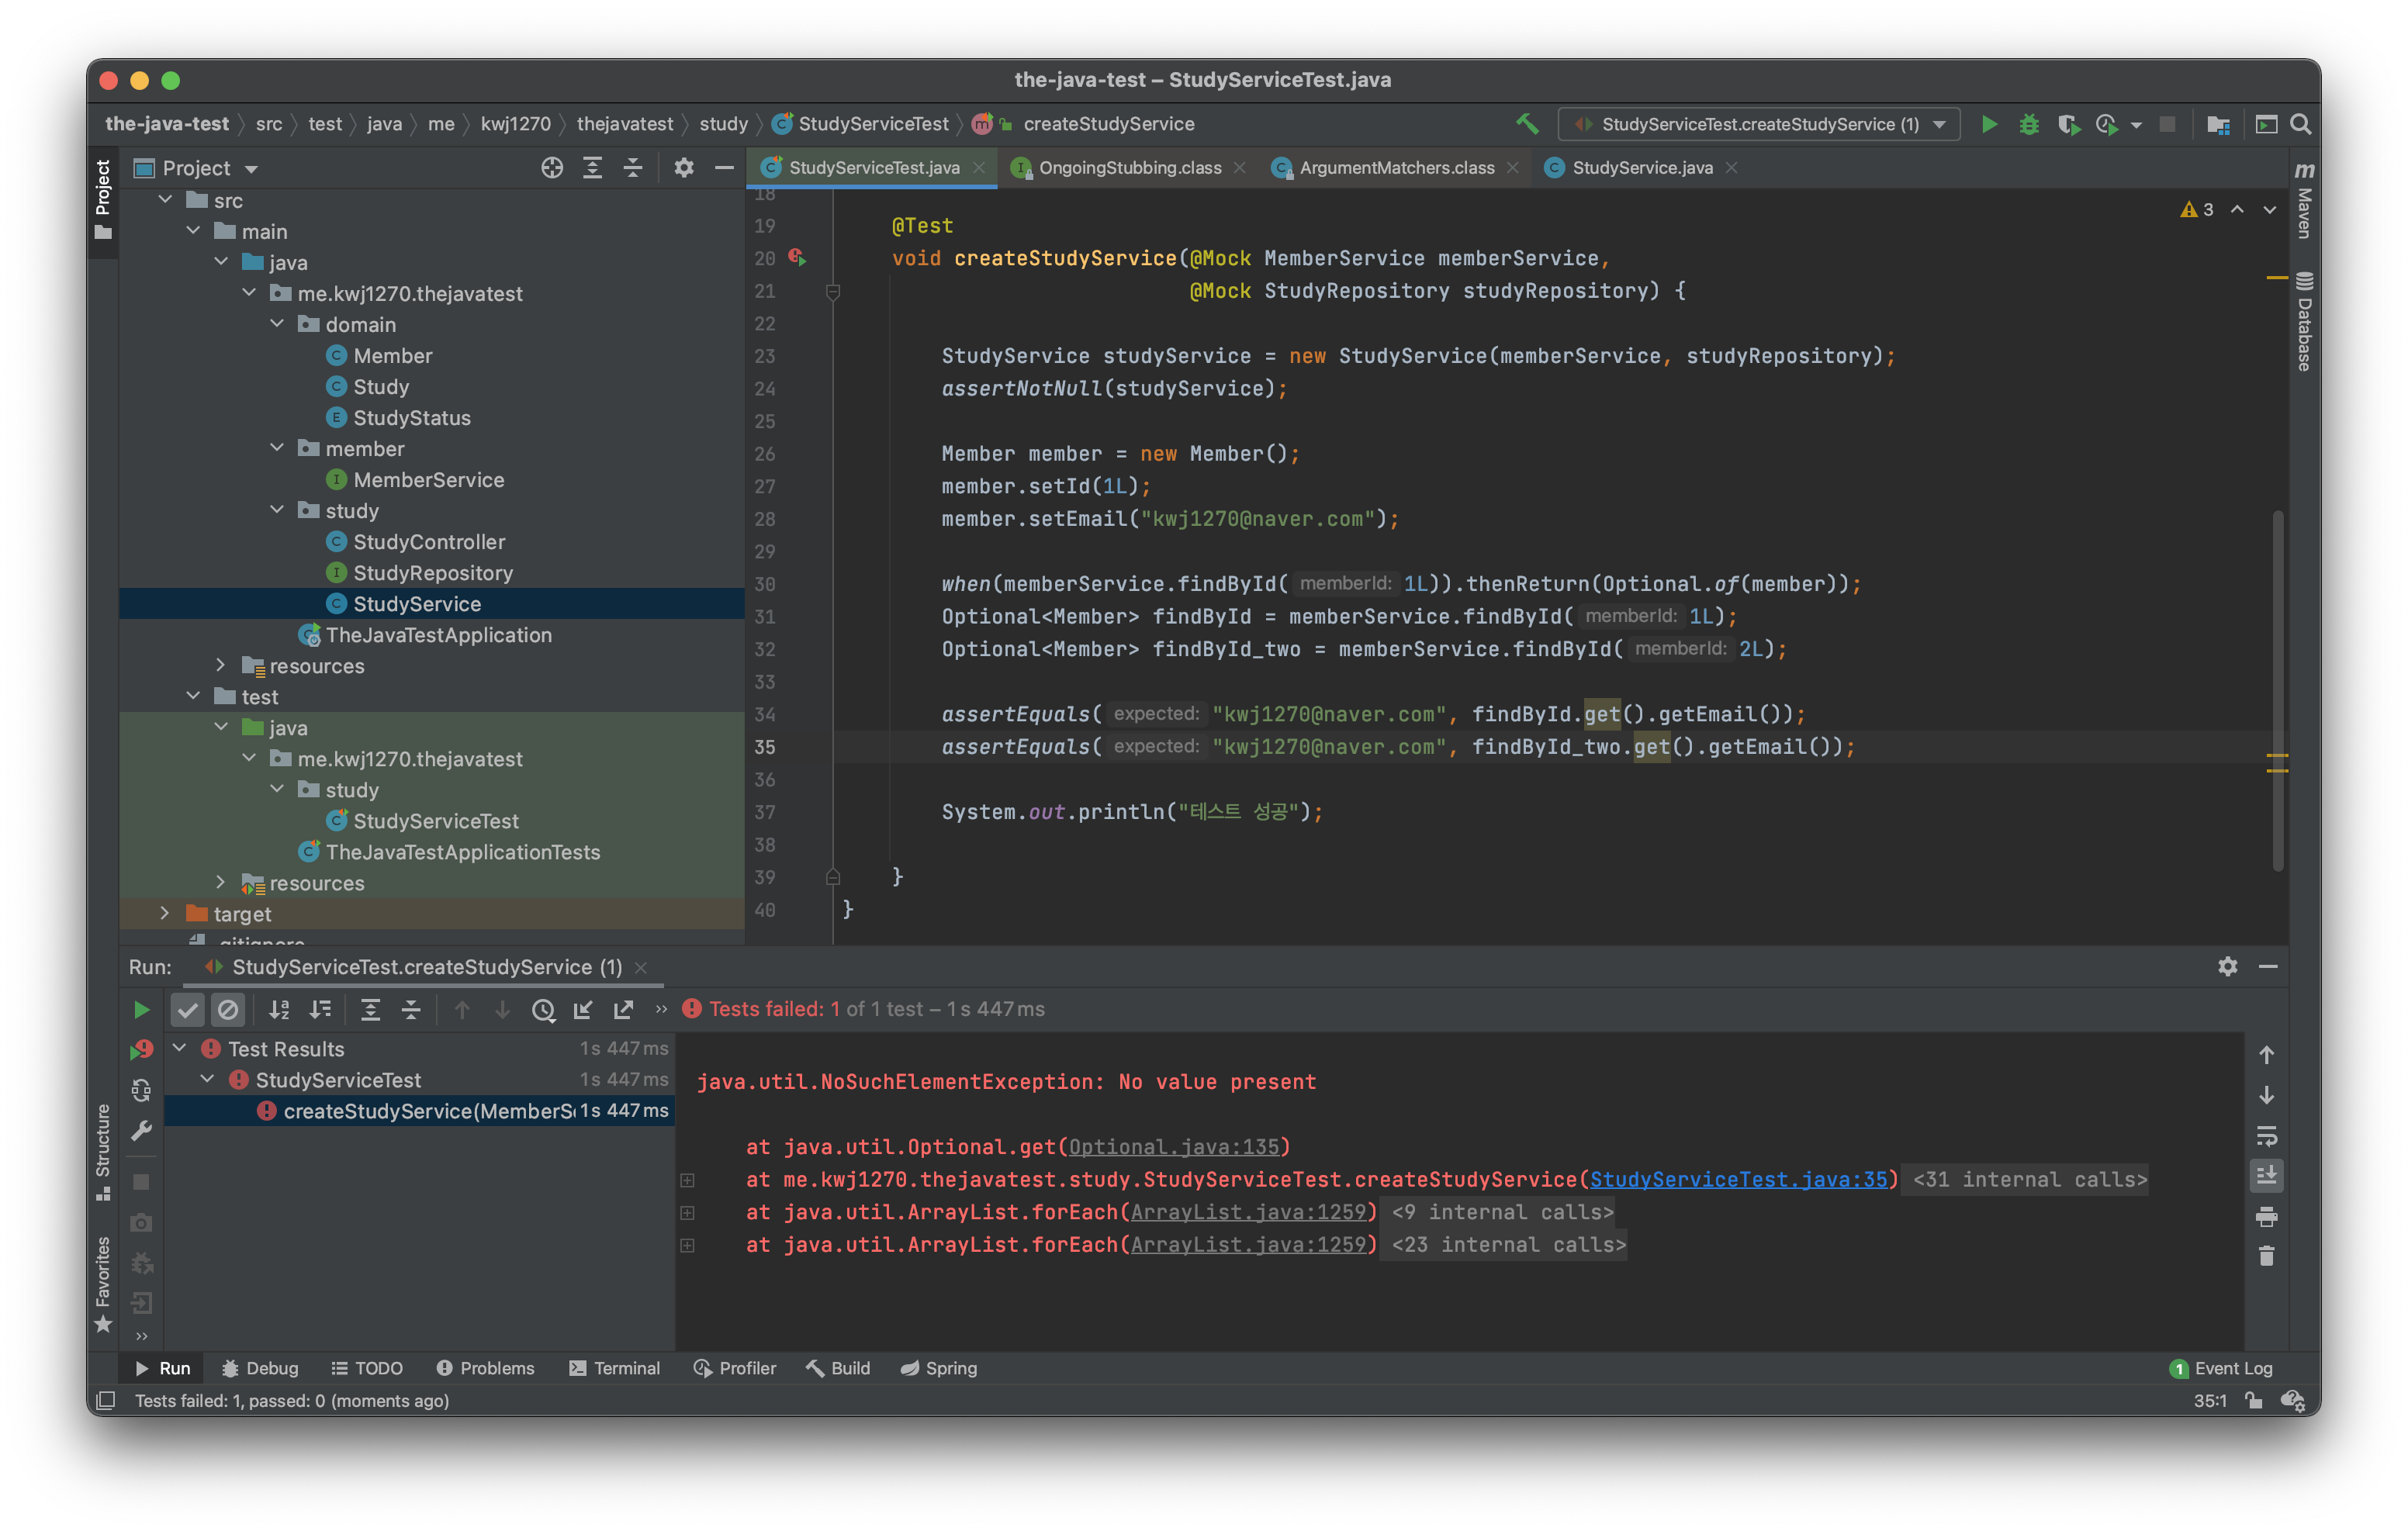 the-java-test – StudyServiceTest.java
the-java-test src test java me kwj1270 thejavatest study StudyServiceTest createStudyService
StudyServiceTest.createStudyService (1)
Project
StudyServiceTest.java OngoingStubbing.class ArgumentMatchers.class StudyService.java
Project
Structure
Favorites
Maven
Database
src
main
java
me.kwj1270.thejavatest
domain
Member
Study
StudyStatus
member
MemberService
study
StudyController
StudyRepository
StudyService
TheJavaTestApplication
resources
test
java
me.kwj1270.thejavatest
study
StudyServiceTest
TheJavaTestApplicationTests
resources
target
.gitignore
3
18
19 @Test
20 void createStudyService(@Mock MemberService memberService,
21 @Mock StudyRepository studyRepository) {
22
23 StudyService studyService = new StudyService(memberService, studyRepository);
24 assertNotNull(studyService);
25
26 Member member = new Member();
27 member.setId(1L);
28 member.setEmail("kwj1270@naver.com");
29
30 when(memberService.findById( memberId: 1L)).thenReturn(Optional.of(member));
31 Optional<Member> findById = memberService.findById( memberId: 1L);
32 Optional<Member> findById_two = memberService.findById( memberId: 2L);
33
34 assertEquals( expected: "kwj1270@naver.com", findById.get().getEmail());
35 assertEquals( expected: "kwj1270@naver.com", findById_two.get().getEmail());
36
37 System.out.println("테스트 성공");
38
39 }
40 }
Run: StudyServiceTest.createStudyService (1)
Tests failed: 1 of 1 test – 1 s 447 ms
Test Results 1 s 447 ms
StudyServiceTest 1 s 447 ms
createStudyService(MemberSe 1 s 447 ms
java.util.NoSuchElementException: No value present
at java.util.Optional.get(Optional.java:135)
at me.kwj1270.thejavatest.study.StudyServiceTest.createStudyService(StudyServiceTest.java:35) <31 internal calls>
at java.util.ArrayList.forEach(ArrayList.java:1259) <9 internal calls>
at java.util.ArrayList.forEach(ArrayList.java:1259) <23 internal calls>
Run Debug TODO Problems Terminal Profiler Build Spring 1 Event Log
Tests failed: 1, passed: 0 (moments ago) 35:1